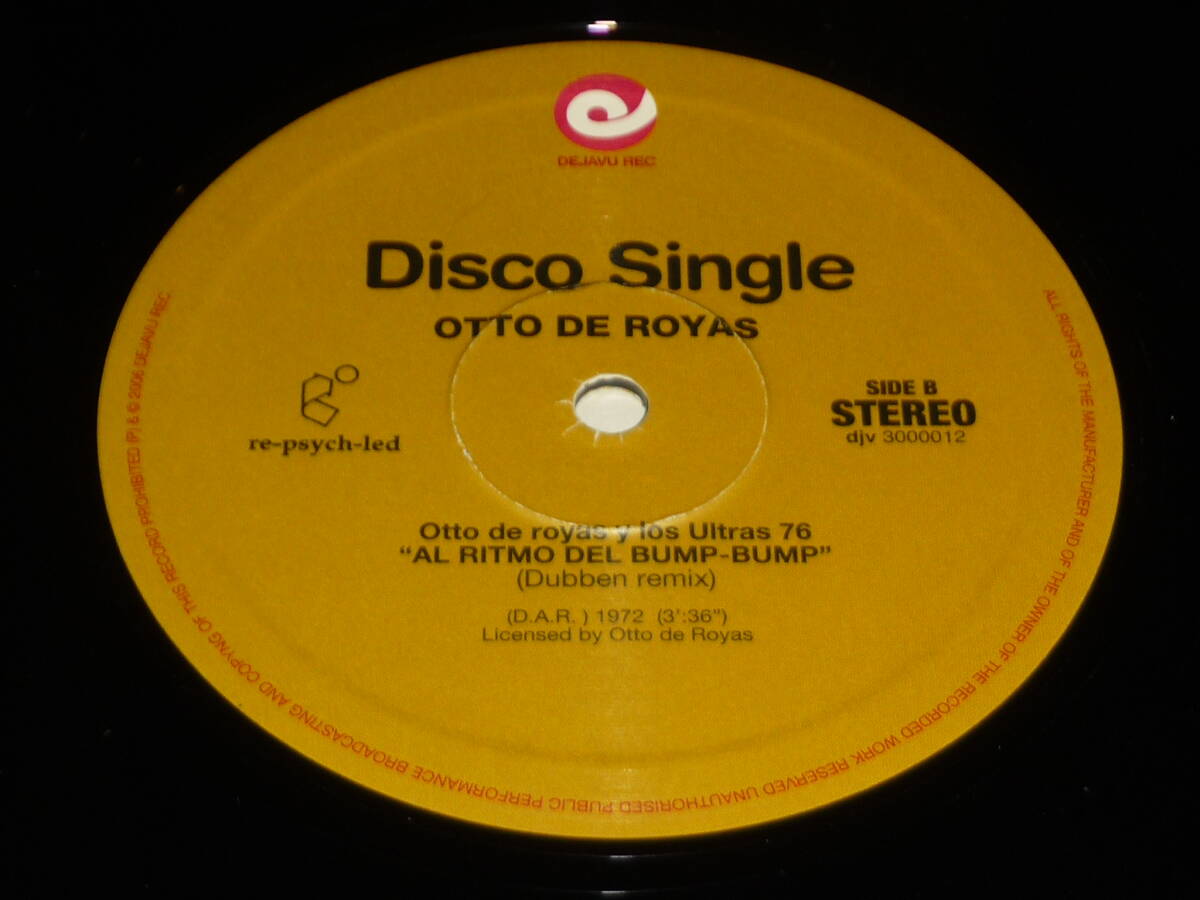 DEJAVU REC
Disco Single
OTTO DE ROYAS
re-psych-led
SIDE B
STEREO
djv 3000012
Otto de royas y los Ultras 76
“AL RITMO DEL BUMP-BUMP”
(Dubben remix)
(D.A.R. ) 1972 (3':36")
Licensed by Otto de Royas
ALL RIGHTS OF THE MANUFACTURER AND OF THE OWNER OF THE RECORDED WORK RESERVED UNAUTHORISED PUBLIC PERFORMANCE BROADCASTING AND COPYNG OF THIS RECORD PROHIBITED (P) & © 2006 DEJAVU REC